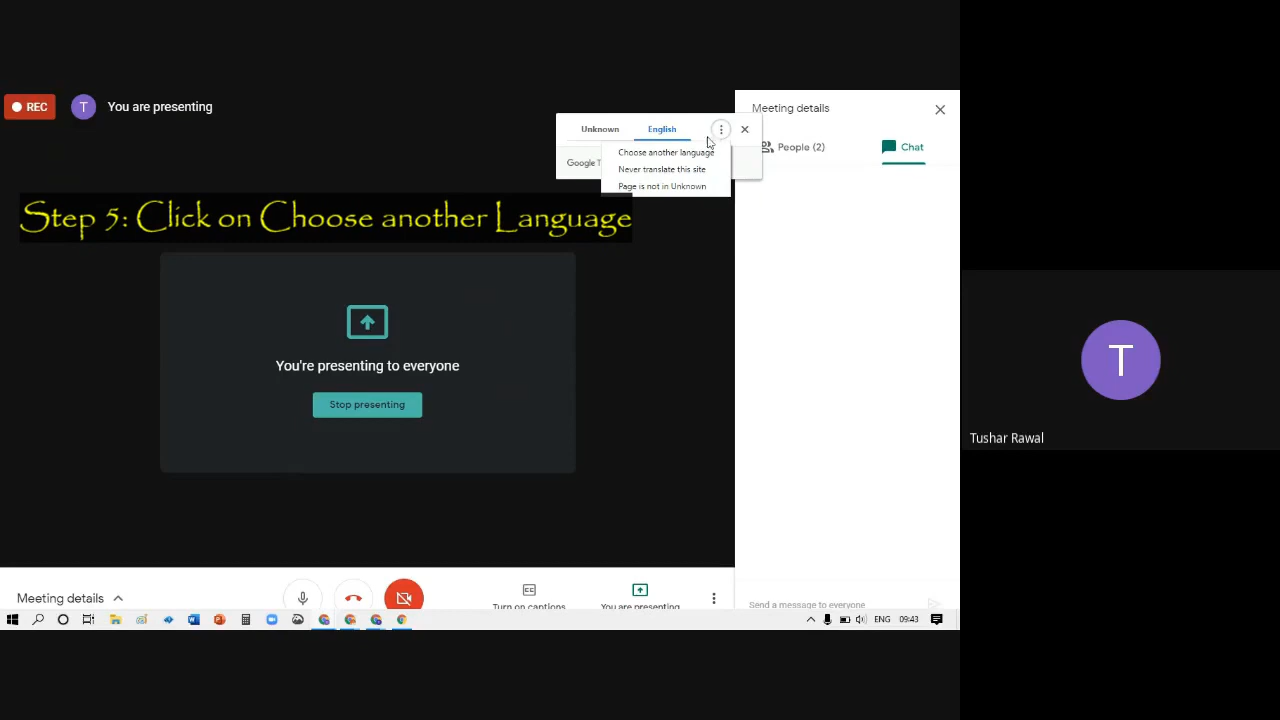 REC
T
You are presenting
Unknown
English
Choose another language
Never translate this site
Page is not in Unknown
Google T
Step 5: Click on Choose another Language
You're presenting to everyone
Stop presenting
Meeting details
People (2)
Chat
Send a message to everyone
T
Tushar Rawal
Meeting details
Turn on captions
You are presenting
ENG
09:43